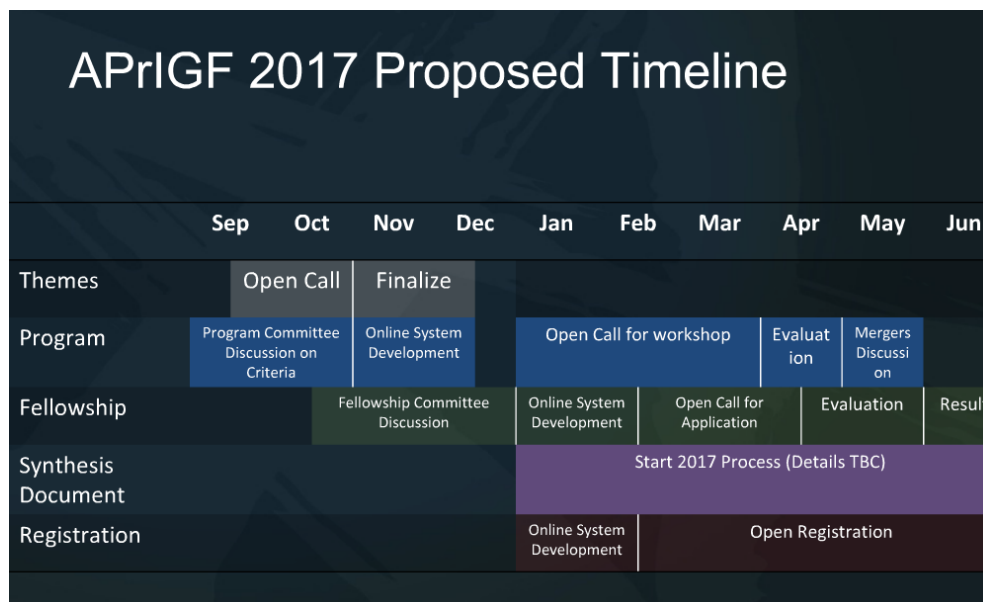 APrIGF 2017 Proposed Timeline
Sep Oct Nov Dec Jan Feb Mar Apr May Jun
Themes
Open Call
Finalize
Program
Program Committee
Discussion on
Criteria
Online System
Development
Open Call for workshop
Evaluat
ion
Mergers
Discussi
on
Fellowship
Fellowship Committee
Discussion
Online System
Development
Open Call for
Application
Evaluation
Synthesis
Document
Start 2017 Process (Details TBC)
Registration
Online System
Development
Open Registration